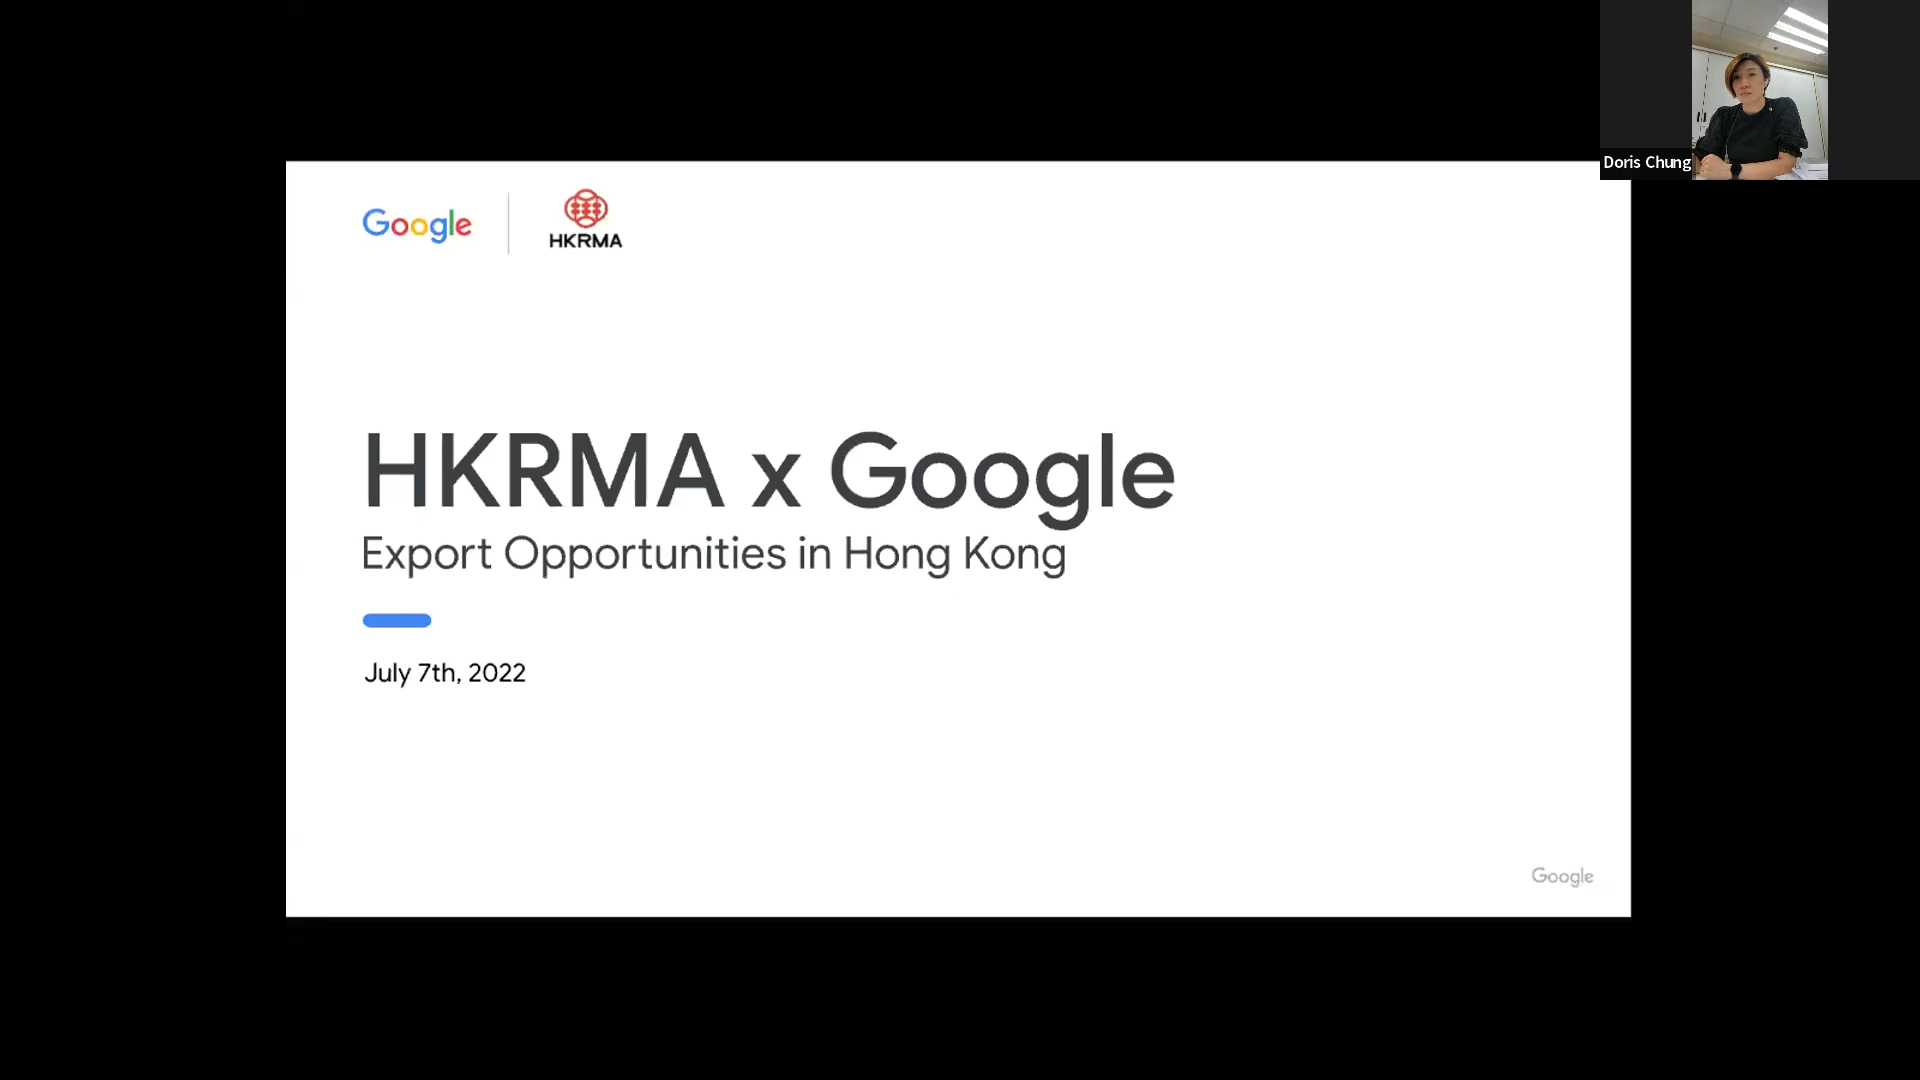 Doris Chung
Google
HKRMA
HKRMA x Google
Export Opportunities in Hong Kong
July 7th, 2022
Google